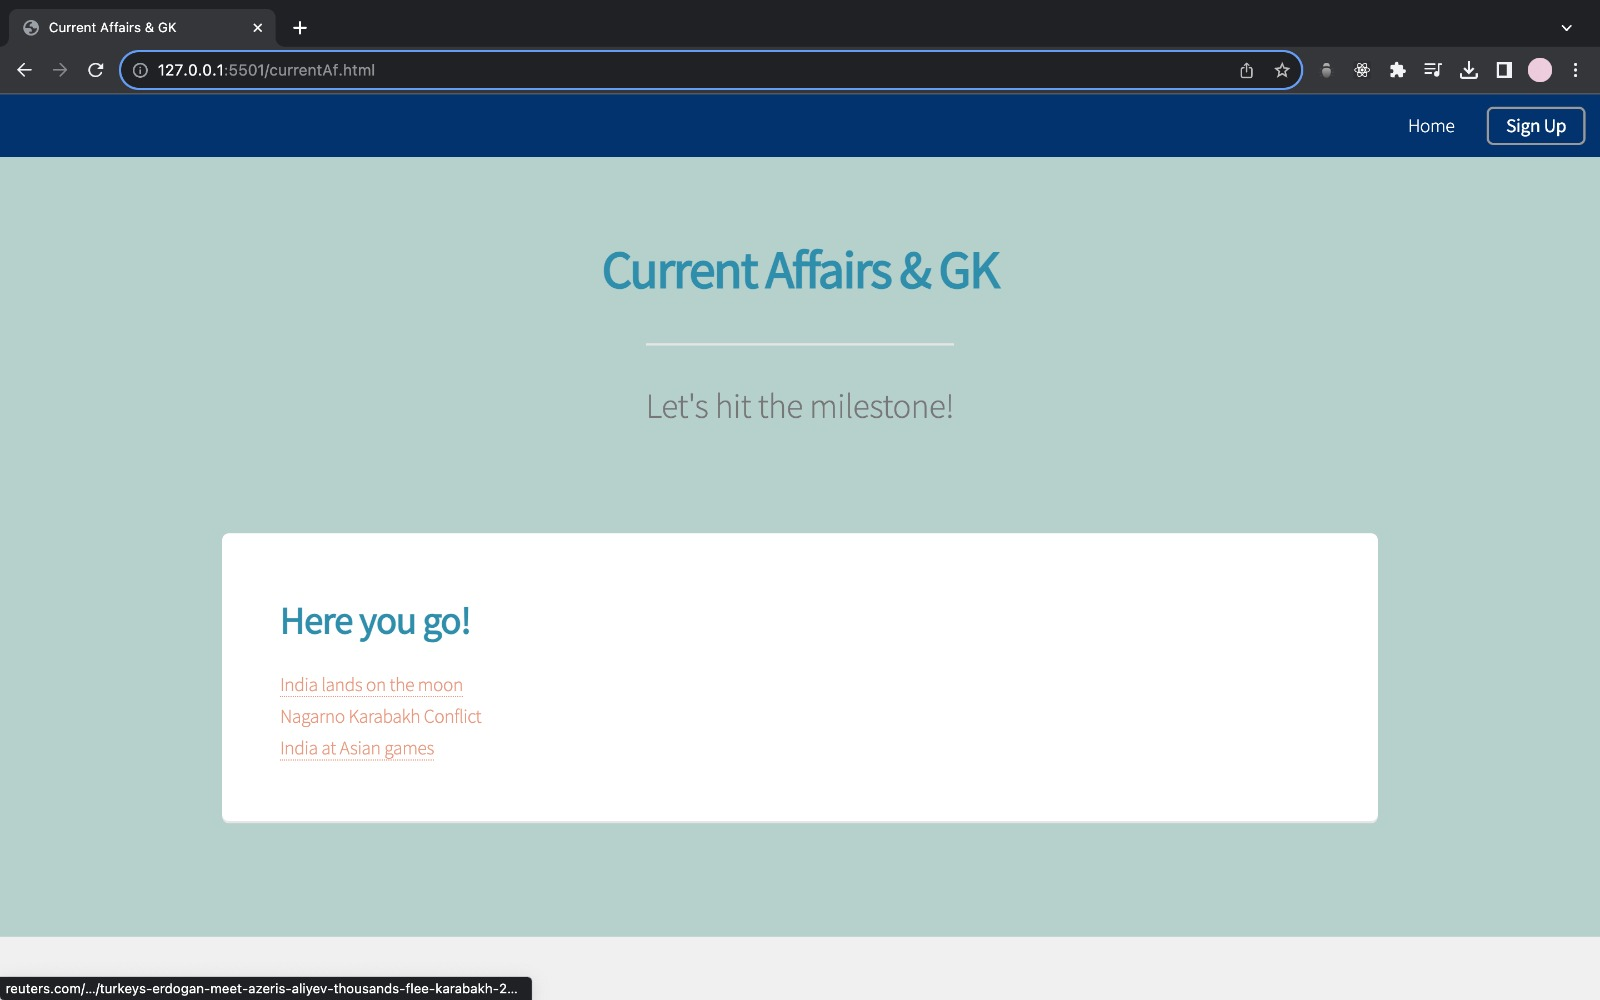 Current Affairs & GK
127.0.0.1:5501/currentAf.html
Home
Sign Up
Current Affairs & GK
Let's hit the milestone!
Here you go!
India lands on the moon
Nagarno Karabakh Conflict
India at Asian games
reuters.com/.../turkeys-erdogan-meet-azeris-aliyev-thousands-flee-karabakh-2...